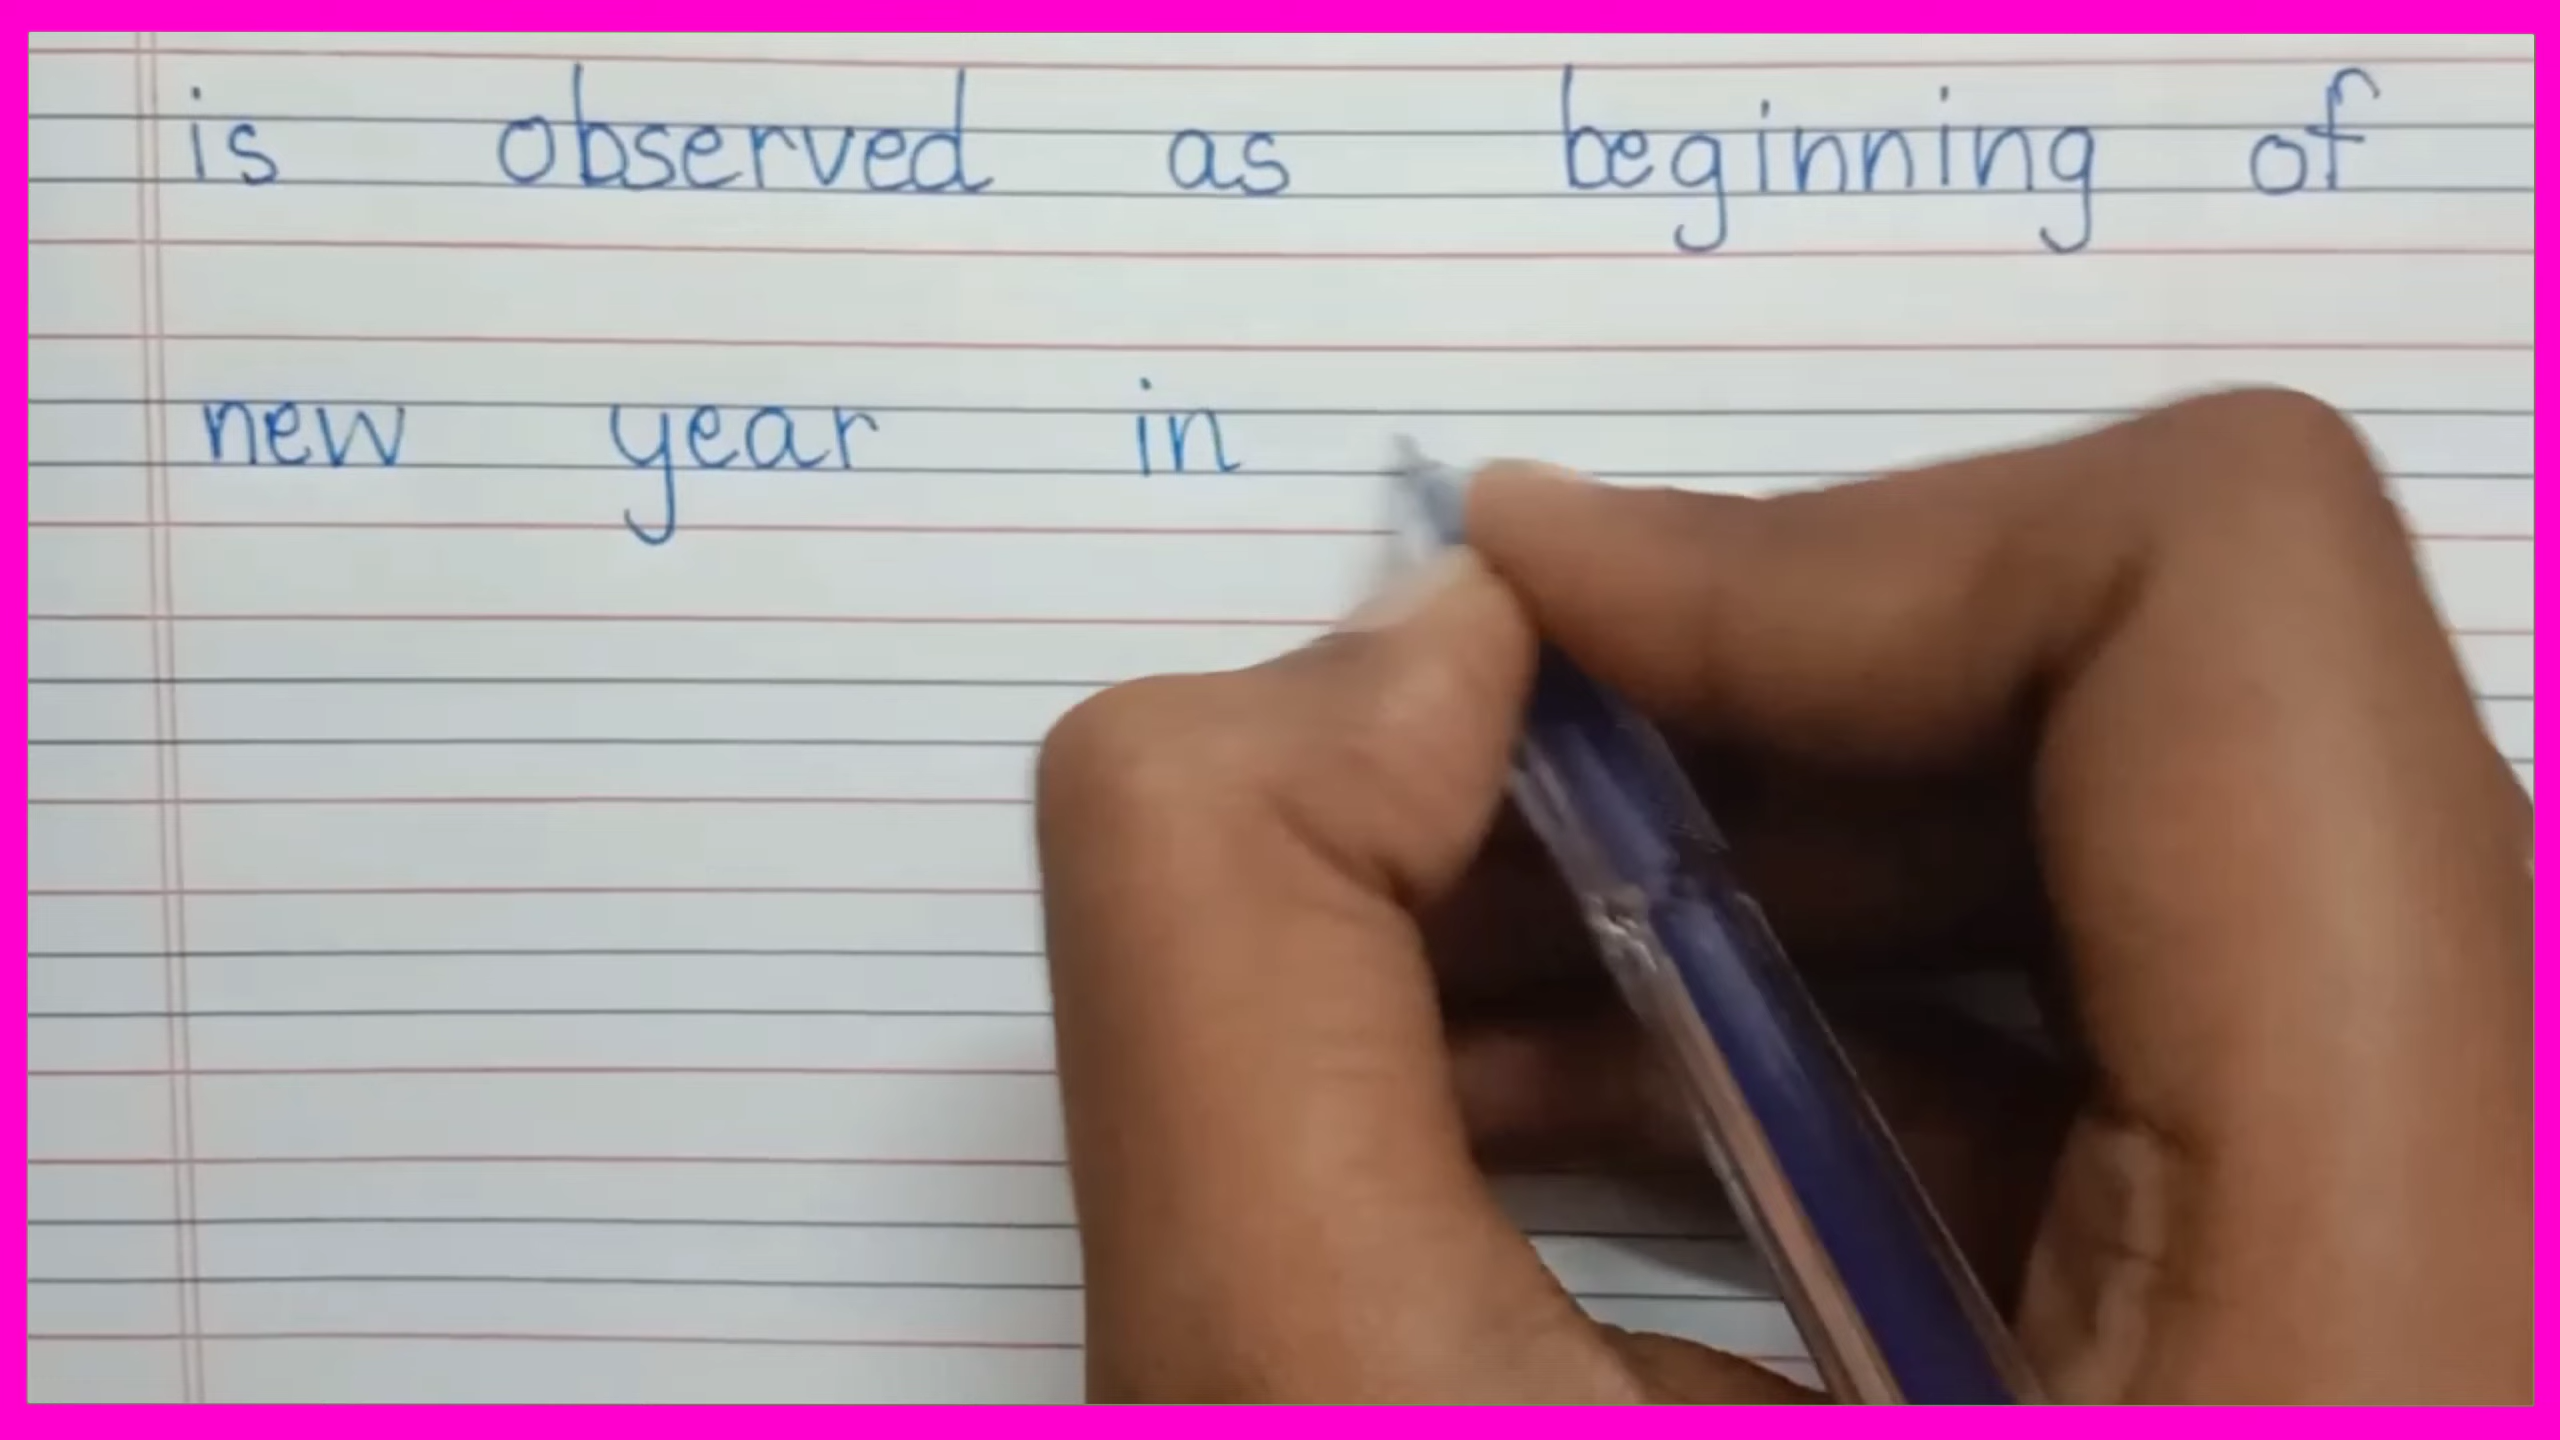 is observed as beginning of
new year in